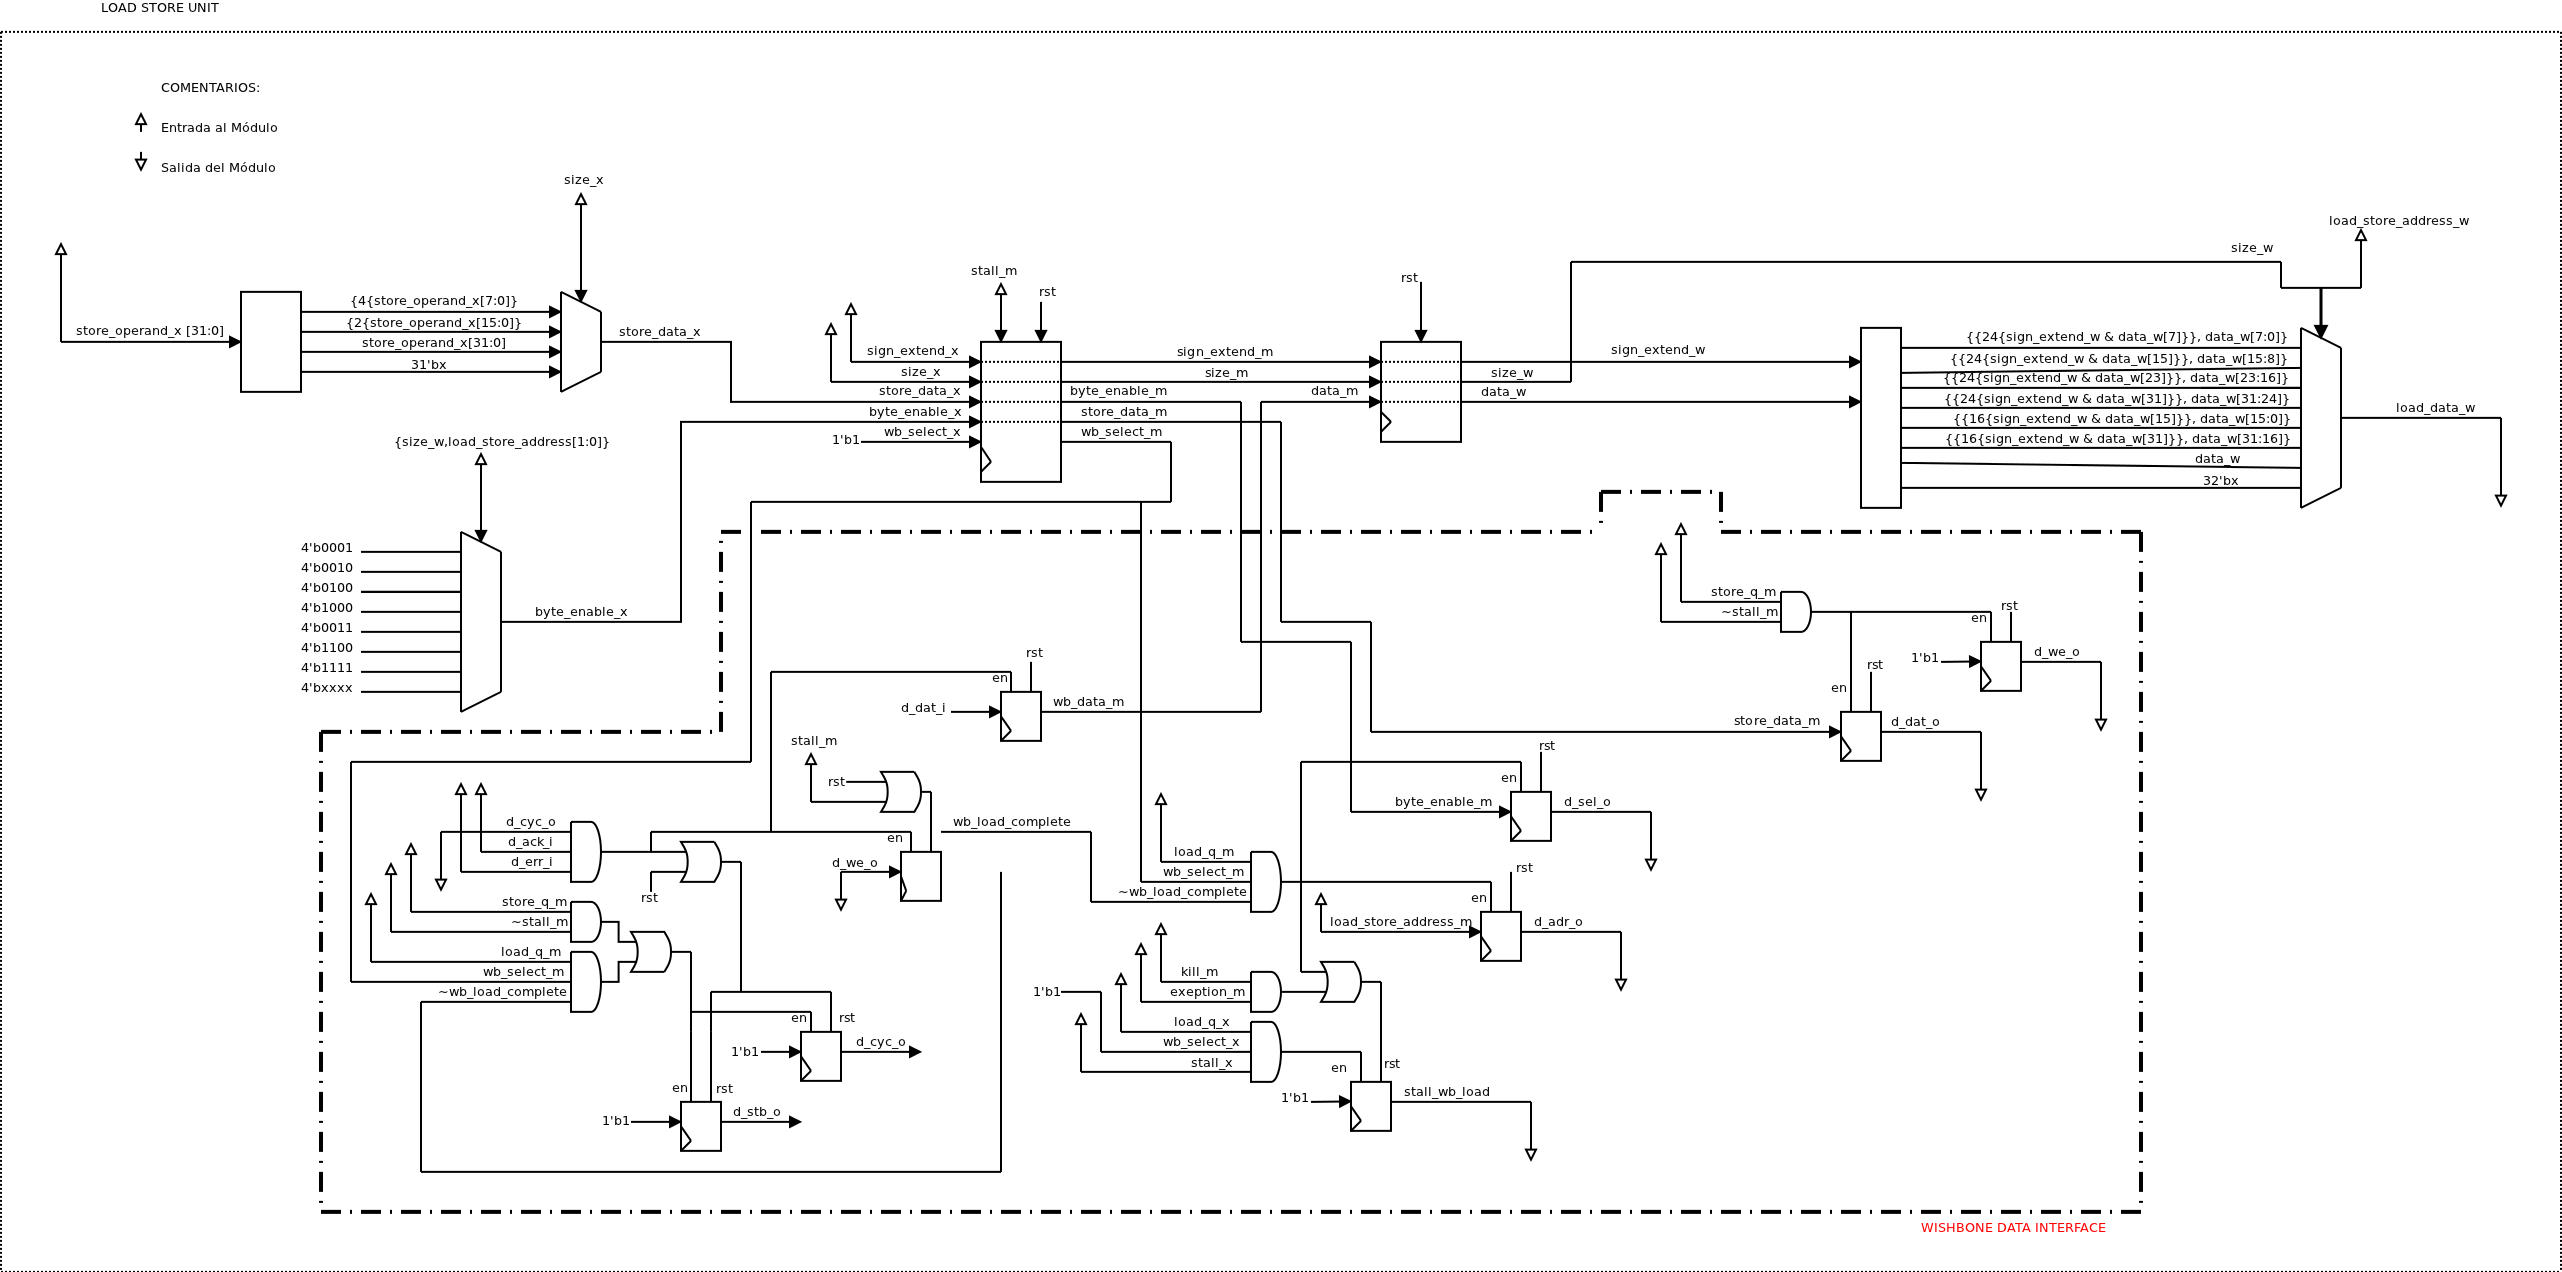 LOAD STORE UNIT
COMENTARIOS:
Entrada al Módulo
Salida del Módulo
size_x
store_operand_x [31:0]
{4{store_operand_x[7:0]}
{2{store_operand_x[15:0]}
store_operand_x[31:0]
31'bx
store_data_x
{size_w,load_store_address[1:0]}
4'b0001
4'b0010
4'b0100
4'b1000
4'b0011
4'b1100
4'b1111
4'bxxxx
byte_enable_x
stall_m
rst
sign_extend_x
size_x
store_data_x
byte_enable_x
1'b1
wb_select_x
sign_extend_m
size_m
byte_enable_m
store_data_m
wb_select_m
data_m
rst
sign_extend_w
size_w
data_w
size_w
load_store_address_w
{{24{sign_extend_w & data_w[7]}}, data_w[7:0]}
{{24{sign_extend_w & data_w[15]}}, data_w[15:8]}
{{24{sign_extend_w & data_w[23]}}, data_w[23:16]}
{{24{sign_extend_w & data_w[31]}}, data_w[31:24]}
{{16{sign_extend_w & data_w[15]}}, data_w[15:0]}
{{16{sign_extend_w & data_w[31]}}, data_w[31:16]}
data_w
32'bx
load_data_w
store_q_m
~stall_m
en
rst
1'b1
d_we_o
en
rst
store_data_m
d_dat_o
rst
en
d_dat_i
wb_data_m
stall_m
rst
en
d_we_o
wb_load_complete
d_cyc_o
d_ack_i
d_err_i
rst
store_q_m
~stall_m
load_q_m
wb_select_m
~wb_load_complete
en
rst
1'b1
d_cyc_o
en
rst
1'b1
d_stb_o
rst
en
byte_enable_m
d_sel_o
load_q_m
wb_select_m
~wb_load_complete
rst
en
load_store_address_m
d_adr_o
kill_m
exeption_m
1'b1
load_q_x
wb_select_x
stall_x
en
rst
1'b1
stall_wb_load
WISHBONE DATA INTERFACE